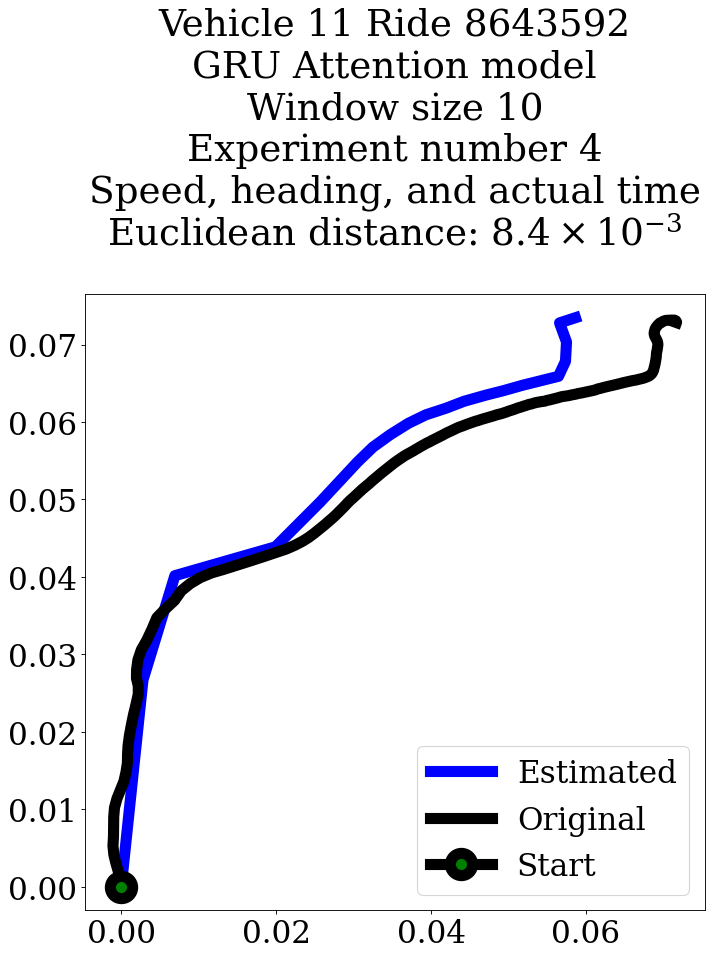 Vehicle 11 Ride 8643592
GRU Attention model
Window size 10
Experiment number 4
Speed, heading, and actual time
Euclidean distance: 8.4 × 10⁻³
0.07
0.06
0.05
0.04
0.03
0.02
0.01
0.00
Estimated
Original
Start
0.00 0.02 0.04 0.06